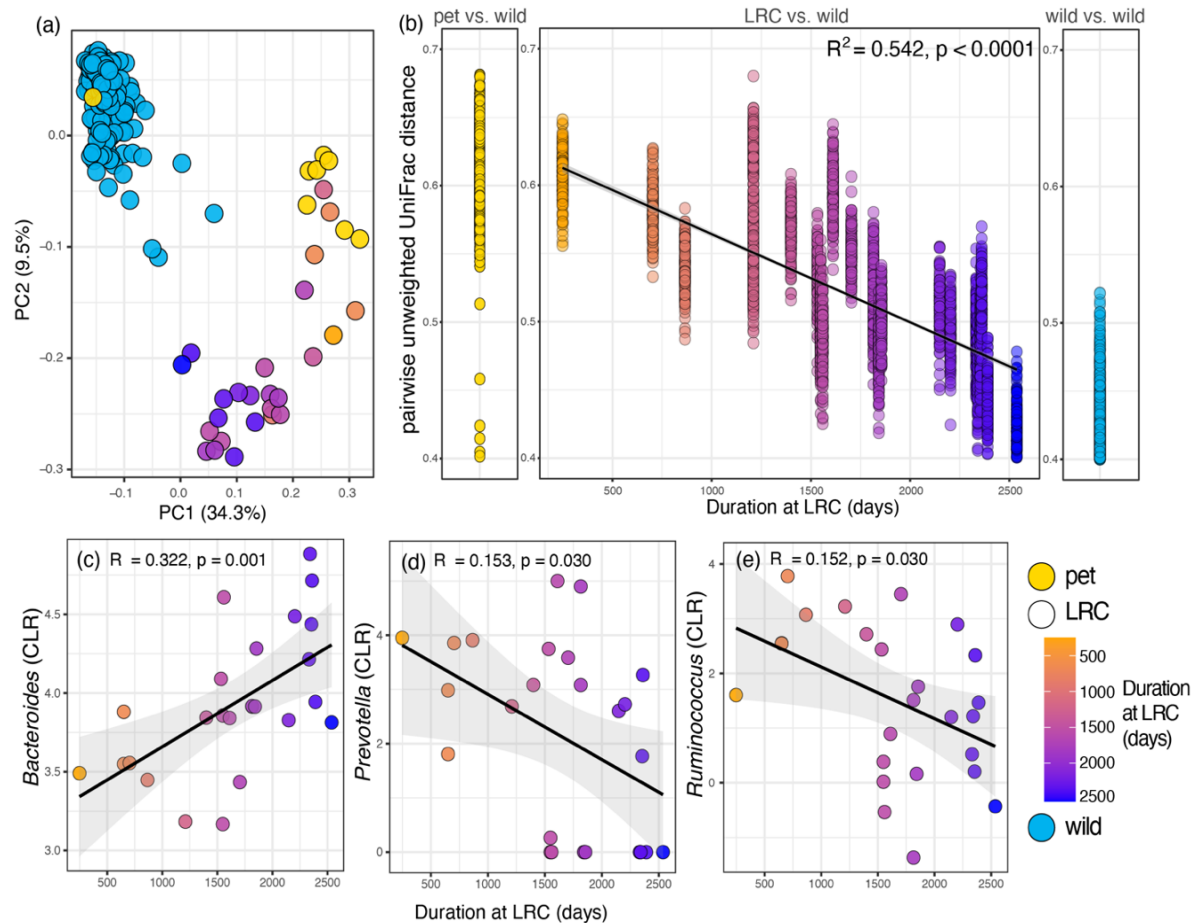 (a)
0.0
−0.1
−0.2
−0.3
PC2 (9.5%)
−0.1
0.0
0.1
0.2
0.3
PC1 (34.3%)
(b)
pet vs. wild
LRC vs. wild
wild vs. wild
R² = 0.542, p < 0.0001
pairwise unweighted UniFrac distance
0.7
0.6
0.5
0.4
0.7
0.6
0.5
0.4
0.7
0.6
0.5
0.4
500
1000
1500
2000
2500
Duration at LRC (days)
(c) R = 0.322, p = 0.001
Bacteroides (CLR)
4.5
4.0
3.5
3.0
500
1000
1500
2000
2500
(d) R = 0.153, p = 0.030
Prevotella (CLR)
4
2
0
500
1000
1500
2000
2500
Duration at LRC (days)
(e) R = 0.152, p = 0.030
Ruminococcus (CLR)
4
2
0
500
1000
1500
2000
2500
pet
LRC
500
1000
1500
2000
2500
Duration
at LRC
(days)
wild